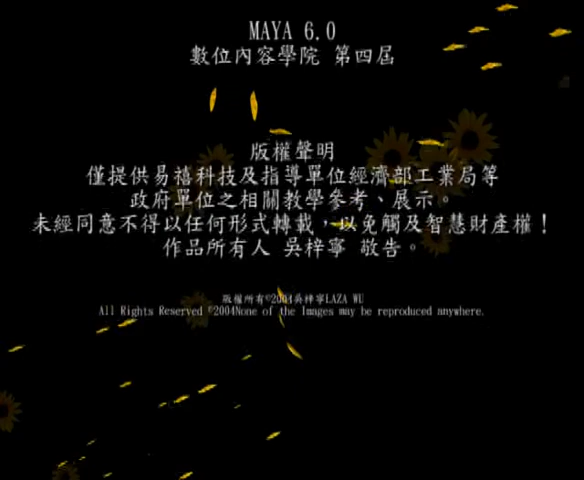 MAYA 6.0
數位內容學院 第四屆
版權聲明
僅提供易禧科技及指導單位經濟部工業局等
政府單位之相關教學參考、展示。
未經同意不得以任何形式轉載，以免觸及智慧財產權！
作品所有人 吳梓寧 敬告。
版權所有©2004吳梓寧LAZA WU
All Rights Reserved ©2004None of the Images may be reproduced anywhere.